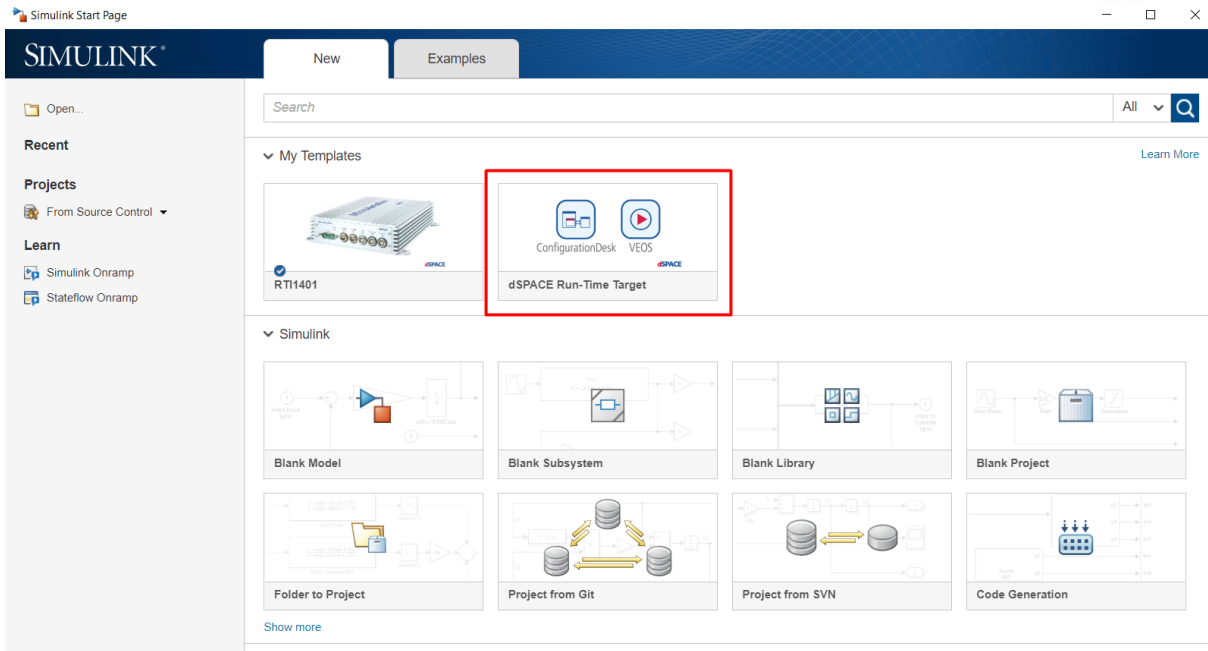 Simulink Start Page
SIMULINK®
New
Examples
Open...
Recent
Projects
From Source Control
Learn
Simulink Onramp
Stateflow Onramp
Search
All
My Templates
Learn More
dSPACE
RTI1401
ConfigurationDesk
VEOS
dSPACE
dSPACE Run-Time Target
Simulink
Blank Model
Blank Subsystem
Blank Library
Blank Project
Folder to Project
Project from Git
Project from SVN
Code Generation
Show more